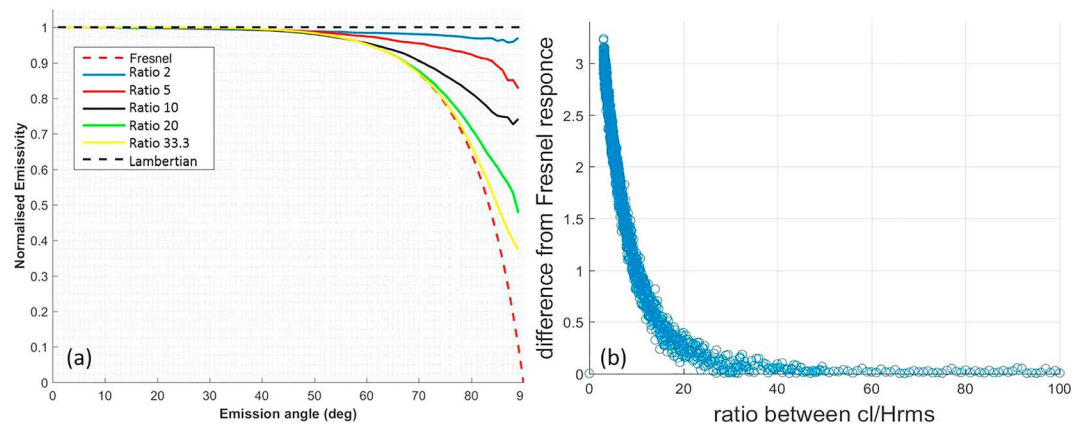 1
0.9
0.8
0.7
0.6
0.5
0.4
0.3
0.2
0.1
0
Normalised Emissivity
Fresnel
Ratio 2
Ratio 5
Ratio 10
Ratio 20
Ratio 33.3
Lambertian
(a)
0 10 20 30 40 50 60 70 80 9
Emission angle (deg)
difference from Fresnel responce
3
2.5
2
1.5
1
0.5
0
(b)
0 20 40 60 80 100
ratio between cl/Hrms